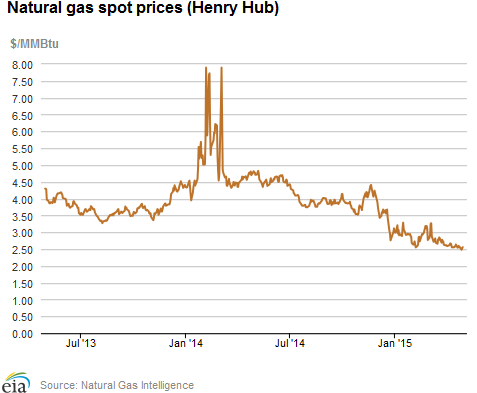 Natural gas spot prices (Henry Hub)
$/MMBtu
8.00
7.50
7.00
6.50
6.00
5.50
5.00
4.50
4.00
3.50
3.00
2.50
2.00
1.50
1.00
0.50
0.00
Jul '13
Jan '14
Jul '14
Jan '15
eia
Source: Natural Gas Intelligence